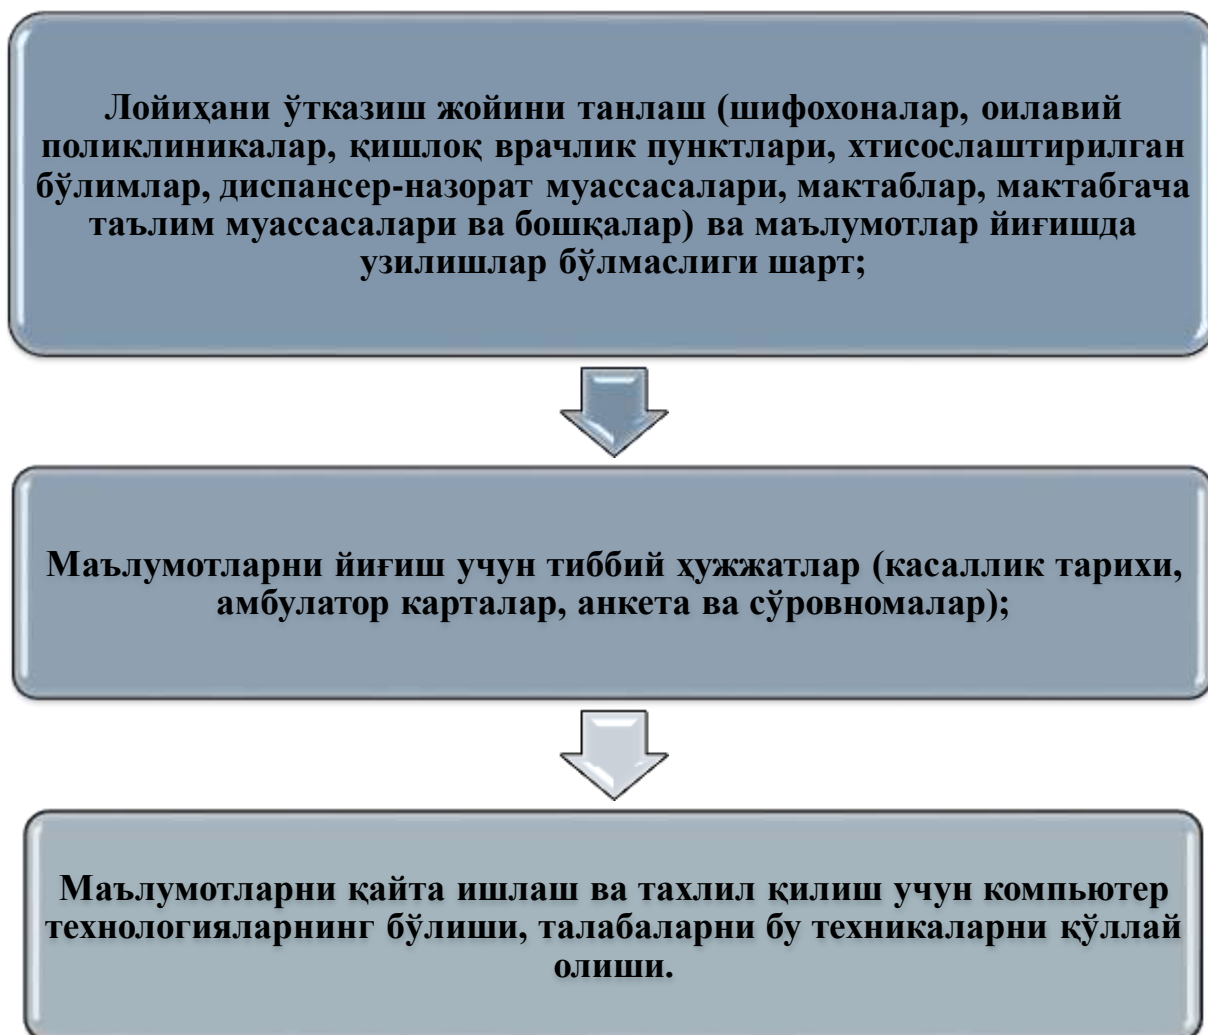 Лойиҳани ўтказиш жойини танлаш (шифохоналар, оилавий
поликлиникалар, қишлоқ врачлик пунктлари, хтисослаштирилган
бўлимлар, диспансер-назорат муассасалари, мактаблар, мактабгача
таълим муассасалари ва бошқалар) ва маълумотлар йиғишда
узилишлар бўлмаслиги шарт;
Маълумотларни йиғиш учун тиббий ҳужжатлар (касаллик тарихи,
амбулатор карталар, анкета ва сўровномалар);
Маълумотларни қайта ишлаш ва тахлил қилиш учун компьютер
технологияларнинг бўлиши, талабаларни бу техникаларни қўллай
олиши.